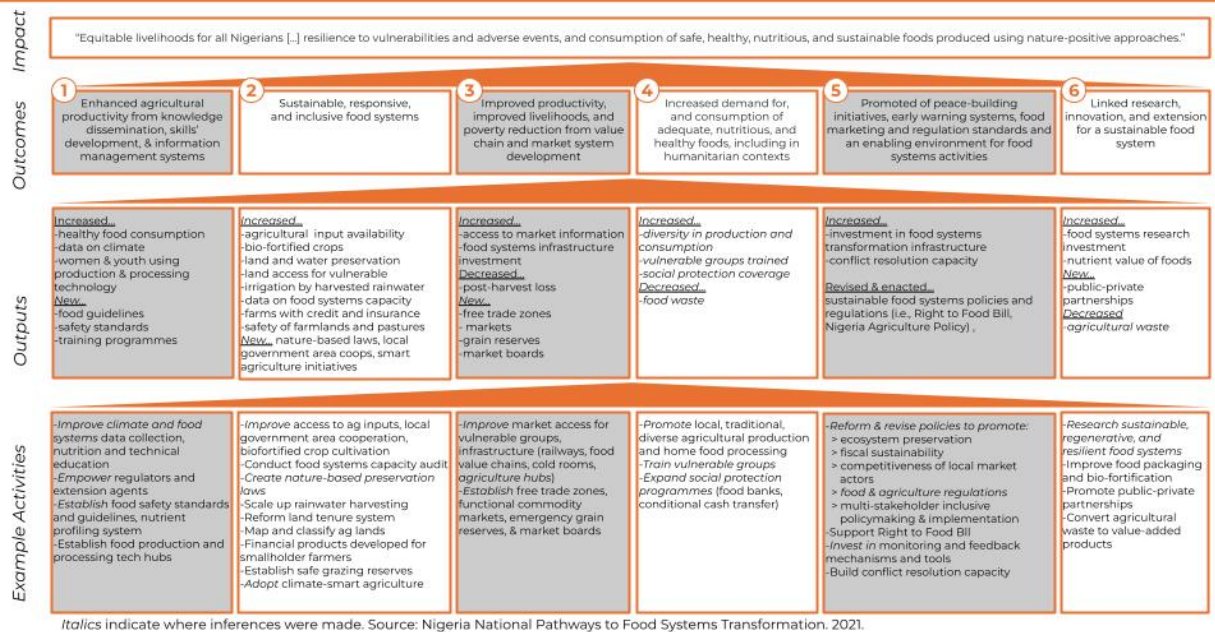 Impact
"Equitable livelihoods for all Nigerians [...] resilience to vulnerabilities and adverse events, and consumption of safe, healthy, nutritious, and sustainable foods produced using nature-positive approaches."
Outcomes
1
Enhanced agricultural
productivity from knowledge
dissemination, skills'
development, & information
management systems
2
Sustainable, responsive,
and inclusive food systems
3
Improved productivity,
improved livelihoods, and
poverty reduction from value
chain and market system
development
4
Increased demand for,
and consumption of
adequate, nutritious, and
healthy foods, including in
humanitarian contexts
5
Promoted of peace-building
initiatives, early warning systems, food
marketing and regulation standards and
an enabling environment for food
systems activities
6
Linked research,
innovation, and extension
for a sustainable food
system
Outputs
Increased...
-healthy food consumption
-data on climate
-women & youth using
production & processing
technology
New...
-food guidelines
-safety standards
-training programmes
Increased...
-agricultural input availability
-bio-fortified crops
-land and water preservation
-land access for vulnerable
-irrigation by harvested rainwater
-data on food systems capacity
-farms with credit and insurance
-safety of farmlands and pastures
New... nature-based laws, local
government area coops, smart
agriculture initiatives
Increased...
-access to market information
-food systems infrastructure
investment
Decreased...
-post-harvest loss
New...
-free trade zones
- markets
-grain reserves
-market boards
Increased...
-diversity in production and
consumption
-vulnerable groups trained
-social protection coverage
Decreased...
-food waste
Increased...
-investment in food systems
transformation infrastructure
-conflict resolution capacity
Revised & enacted...
sustainable food systems policies and
regulations (i.e., Right to Food Bill,
Nigeria Agriculture Policy) ,
Increased...
-food systems research
investment
-nutrient value of foods
New...
-public-private
partnerships
Decreased
-agricultural waste
Example Activities
-Improve climate and food
systems data collection,
nutrition and technical
education
-Empower regulators and
extension agents
-Establish food safety standards
and guidelines, nutrient
profiling system
-Establish food production and
processing tech hubs
-Improve access to ag inputs, local
government area cooperation,
biofortified crop cultivation
-Conduct food systems capacity audit
-Create nature-based preservation
laws
-Scale up rainwater harvesting
-Reform land tenure system
-Map and classify ag lands
-Financial products developed for
smallholder farmers
-Establish safe grazing reserves
-Adopt climate-smart agriculture
-Improve market access for
vulnerable groups,
infrastructure (railways, food
value chains, cold rooms,
agriculture hubs)
-Establish free trade zones,
functional commodity
markets, emergency grain
reserves, & market boards
-Promote local, traditional,
diverse agricultural production
and home food processing
-Train vulnerable groups
-Expand social protection
programmes (food banks,
conditional cash transfer)
-Reform & revise policies to promote:
> ecosystem preservation
> fiscal sustainability
> competitiveness of local market
actors
> food & agriculture regulations
> multi-stakeholder inclusive
policymaking & implementation
-Support Right to Food Bll
-Invest in monitoring and feedback
mechanisms and tools
-Build conflict resolution capacity
-Research sustainable,
regenerative, and
resilient food systems
-Improve food packaging
and bio-fortification
-Promote public-private
partnerships
-Convert agricultural
waste to value-added
products
Italics indicate where inferences were made. Source: Nigeria National Pathways to Food Systems Transformation. 2021.